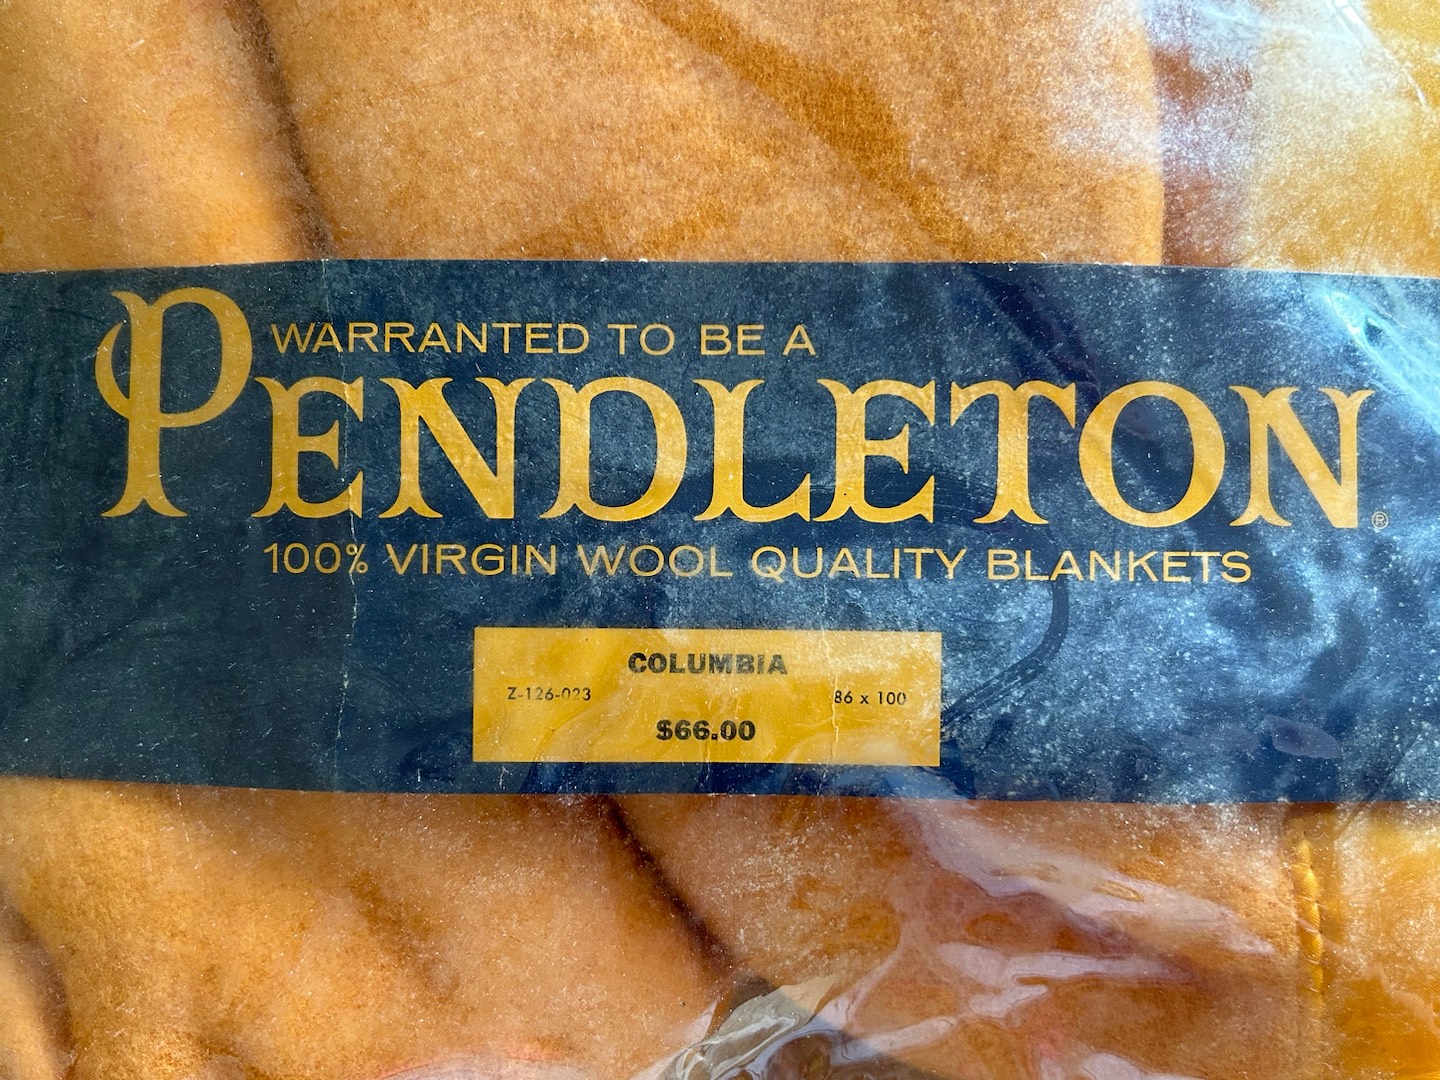 WARRANTED TO BE A
PENDLETON®
100% VIRGIN WOOL QUALITY BLANKETS
COLUMBIA
Z-126-023 86 x 100
$66.00